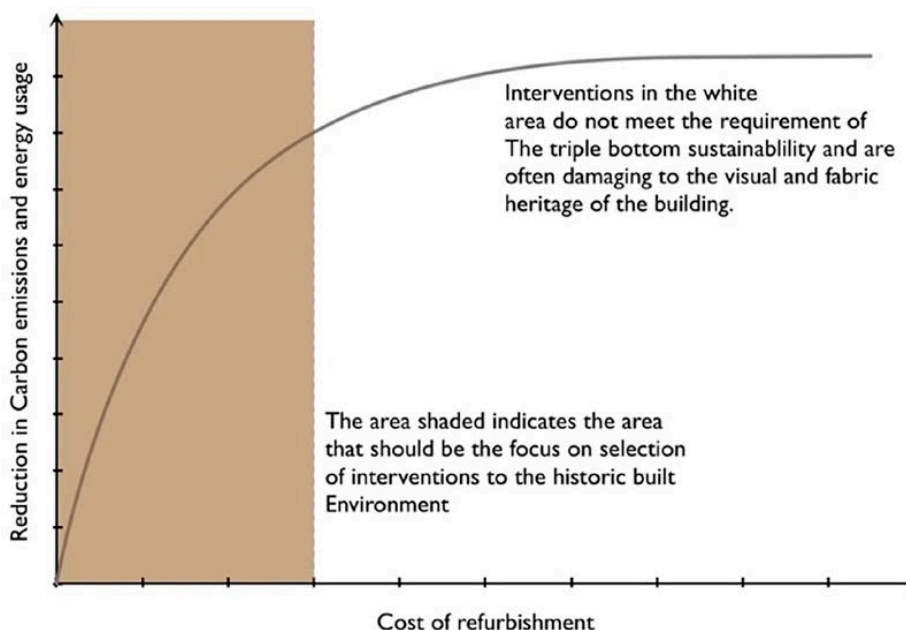 Reduction in Carbon emissions and energy usage
Interventions in the white
area do not meet the requirement of
The triple bottom sustainablility and are
often damaging to the visual and fabric
heritage of the building.
The area shaded indicates the area
that should be the focus on selection
of interventions to the historic built
Environment
Cost of refurbishment